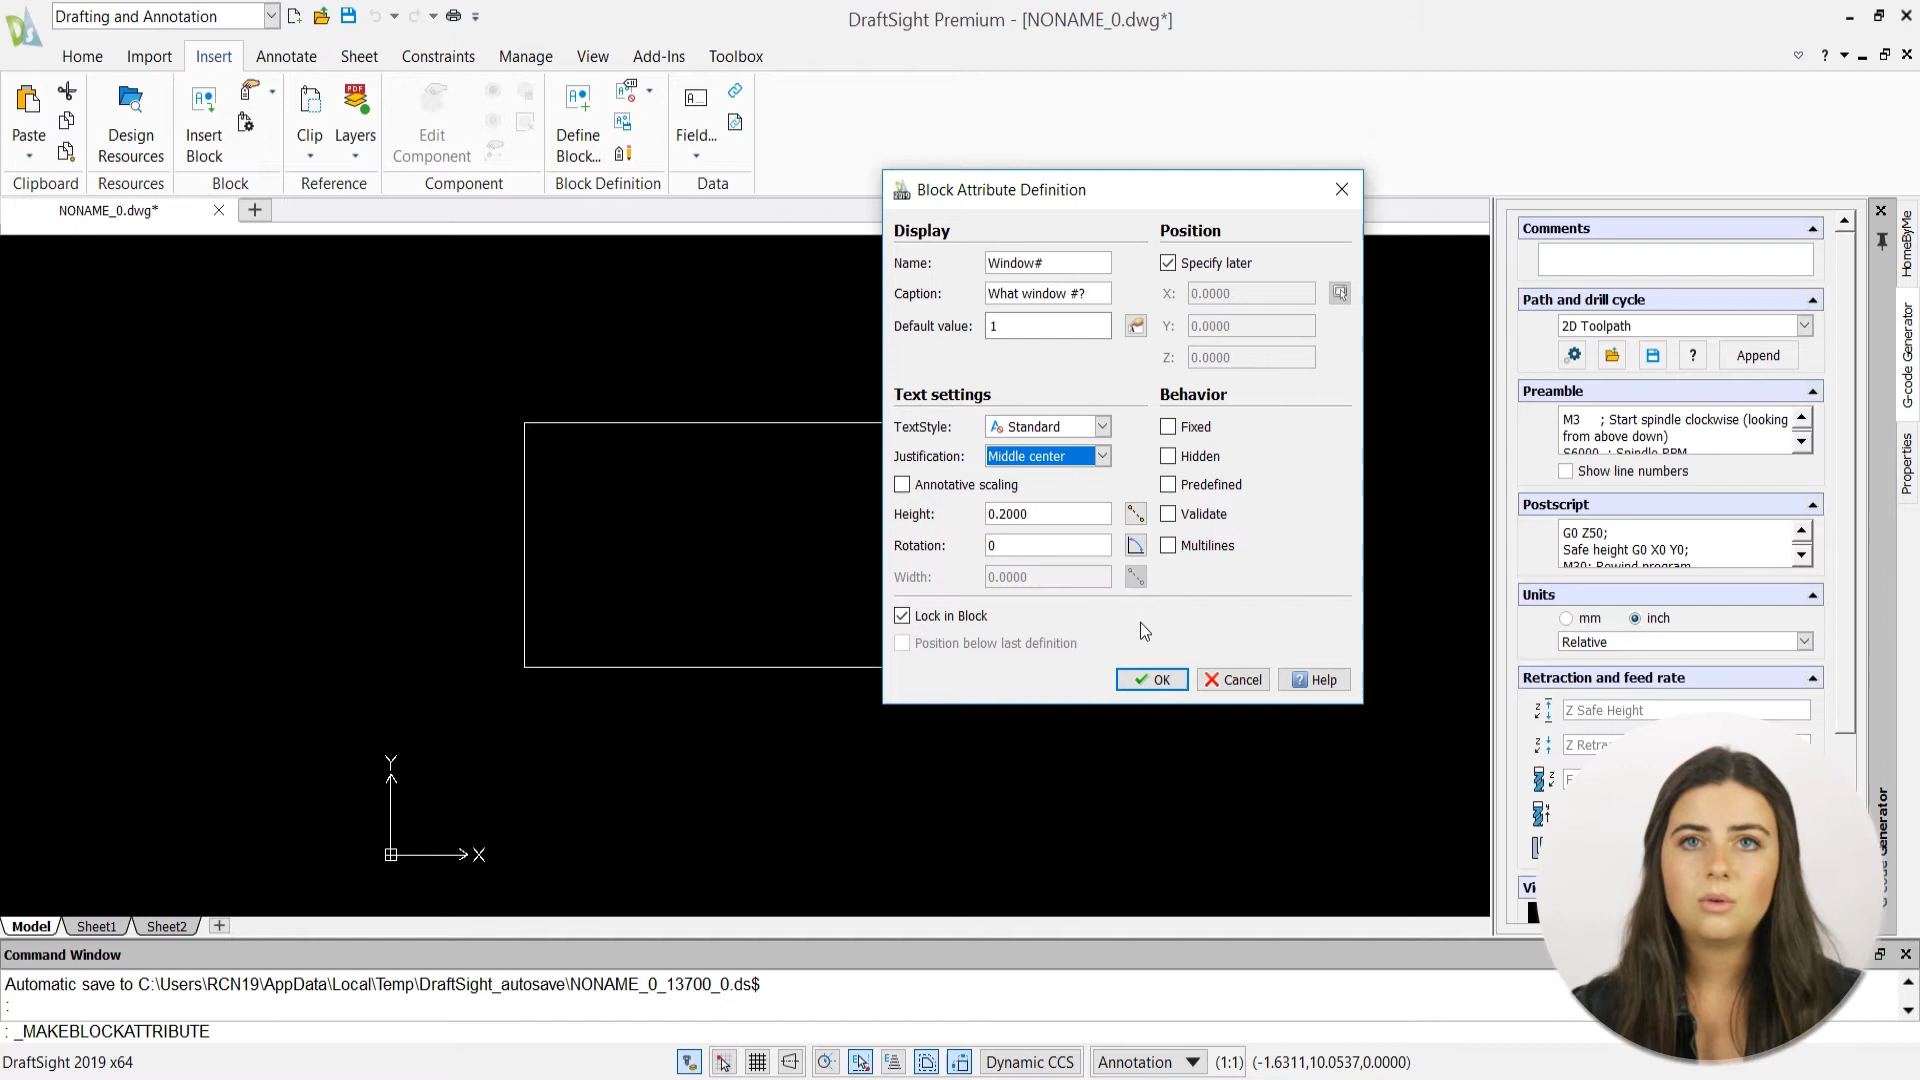 Drafting and Annotation
DraftSight Premium - [NONAME_0.dwg*]
Home Import Insert Annotate Sheet Constraints Manage View Add-Ins Toolbox
Paste
Design Resources
Insert Block
Clip
Layers
Edit Component
Define Block...
Field...
Clipboard Resources Block Reference Component Block Definition Data
NONAME_0.dwg*
Block Attribute Definition
Display
Name: Window#
Caption: What window #?
Default value: 1
Position
Specify later
X: 0.0000
Y: 0.0000
Z: 0.0000
Text settings
TextStyle: Standard
Justification: Middle center
Annotative scaling
Height: 0.2000
Rotation: 0
Width: 0.0000
Behavior
Fixed
Hidden
Predefined
Validate
Multilines
Lock in Block
Position below last definition
OK Cancel Help
Comments
Path and drill cycle
2D Toolpath
? Append
Preamble
M3 ; Start spindle clockwise (looking
from above down)
S6000 ; Spindle RPM
Show line numbers
Postscript
G0 Z50;
Safe height G0 X0 Y0;
M30; Rewind program
Units
mm inch
Relative
Retraction and feed rate
Z Safe Height
Z Retra
F
Vi
HomeByMe
G-code Generator
Properties
Y
X
Model Sheet1 Sheet2
Command Window
Automatic save to C:\Users\RCN19\AppData\Local\Temp\DraftSight_autosave\NONAME_0_13700_0.ds$
:
: _MAKEBLOCKATTRIBUTE
DraftSight 2019 x64
Dynamic CCS Annotation (1:1) (-1.6311,10.0537,0.0000)